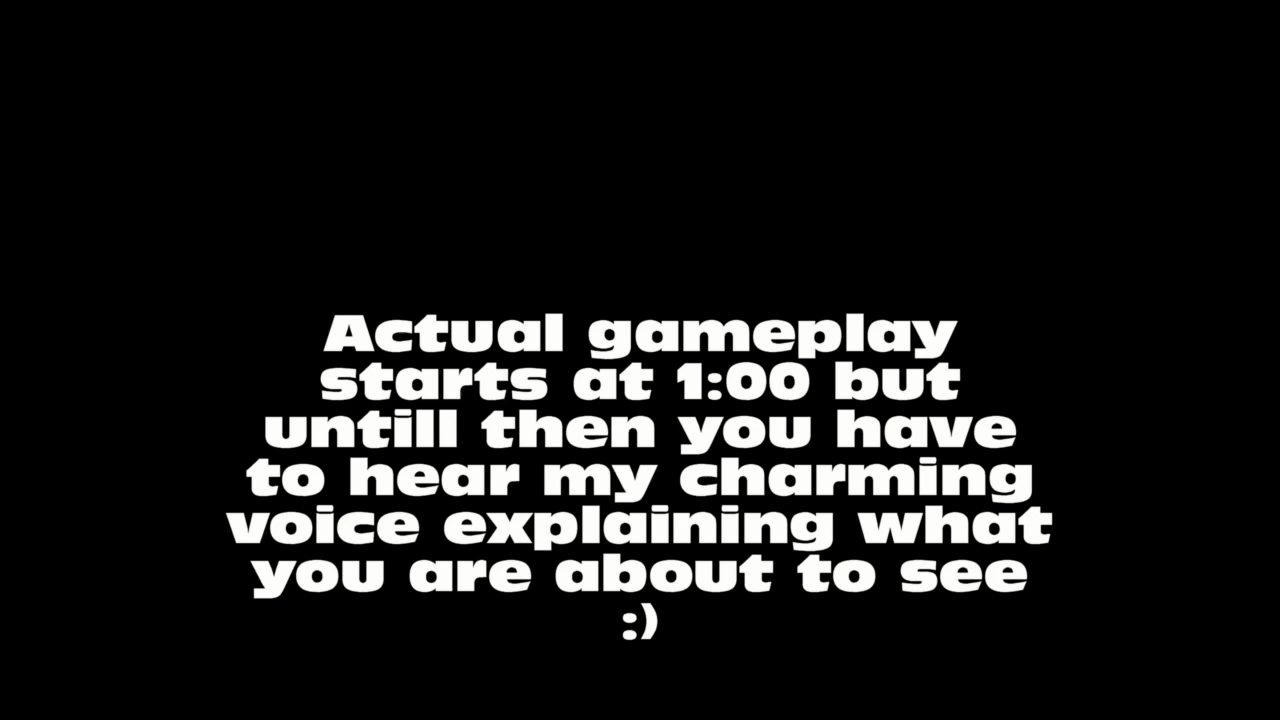 Actual gameplay
starts at 1:00 but
untill then you have
to hear my charming
voice explaining what
you are about to see
:)